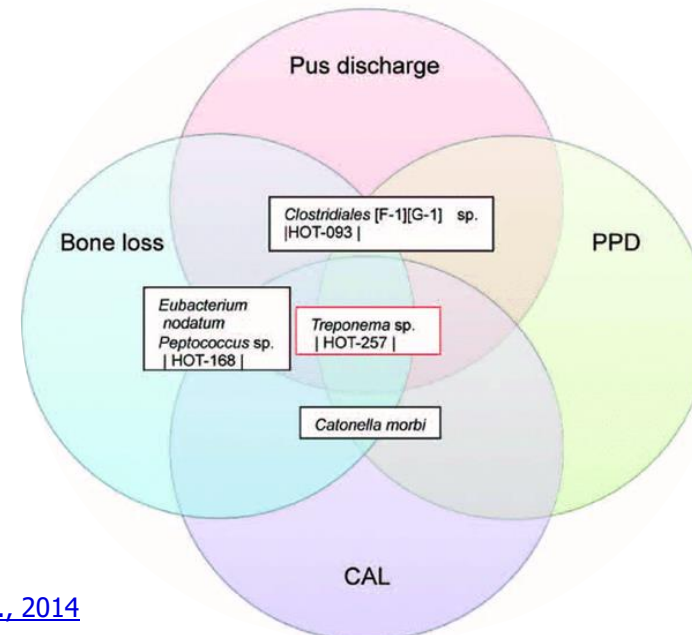 Pus discharge
Clostridiales [F-1][G-1] sp.
|HOT-093 |
Bone loss
PPD
Eubacterium
nodatum
Peptococcus sp.
| HOT-168 |
Treponema sp.
| HOT-257 |
Catonella morbi
CAL
., 2014